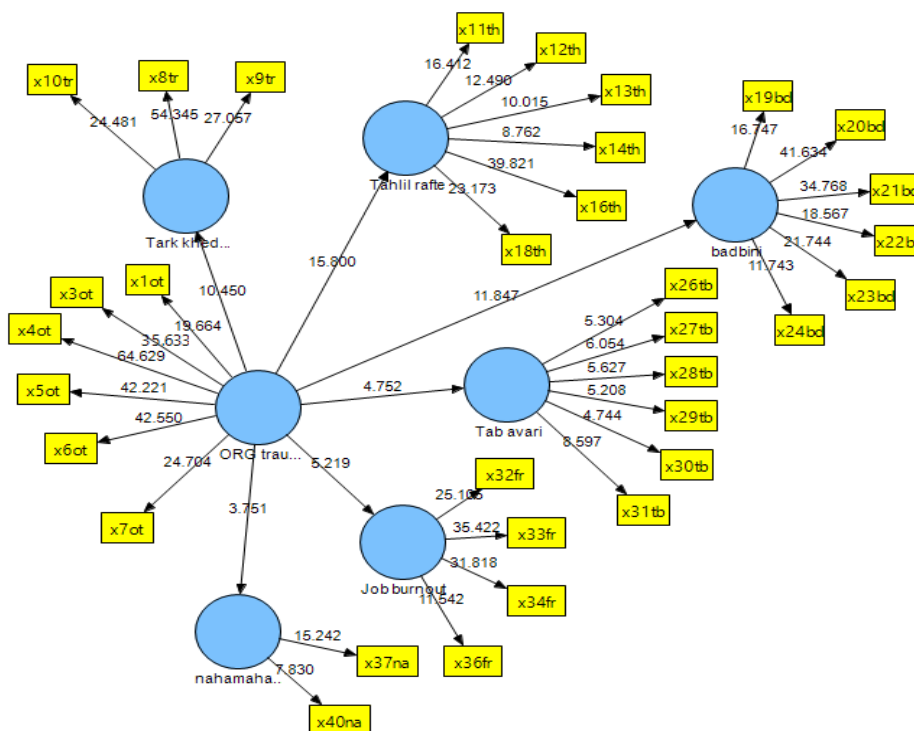 x11th
x12th
x13th
x14th
x16th
x18th
16.412
12.490
10.015
8.762
39.821
23.173
Tahlil rafte
x10tr
x8tr
x9tr
24.481
54.345
27.057
Tark khed...
x19bd
x20bd
x21bd
x22b
x23bd
x24bd
16.747
41.634
34.768
18.567
21.744
11.743
badbini
10.450
15.800
11.847
x1ot
x3ot
x4ot
x5ot
x6ot
x7ot
19.664
35.633
64.629
42.221
42.550
24.704
ORG trau...
4.752
5.219
3.751
x26tb
x27tb
x28tb
x29tb
x30tb
x31tb
5.304
6.054
5.627
5.208
4.744
8.597
Tab avari
x32fr
x33fr
x34fr
x36fr
25.105
35.422
31.818
11.542
Job burnout
x37na
x40na
15.242
7.830
nahamaha..